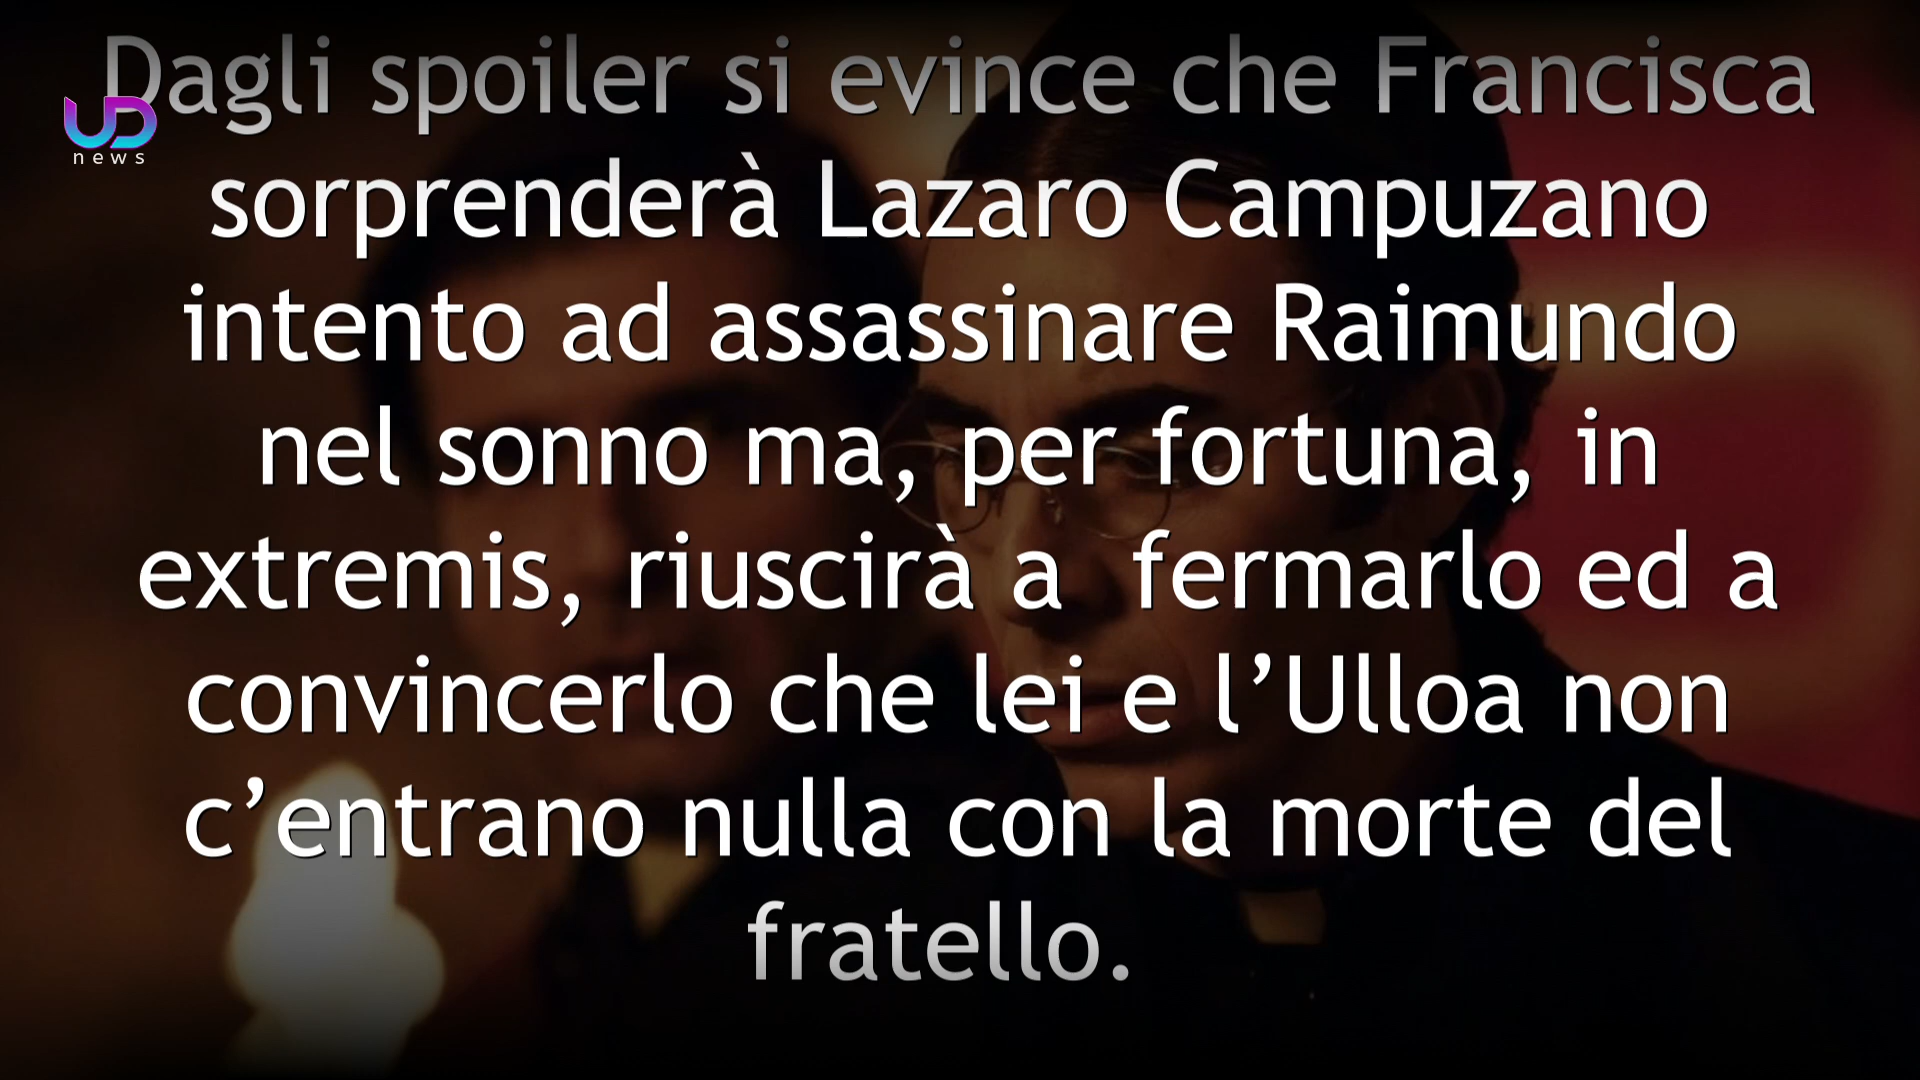 Dagli spoiler si evince che Francisca
UD
news
sorprenderà Lazaro Campuzano
intento ad assassinare Raimundo
nel sonno ma, per fortuna, in
extremis, riuscirà a  fermarlo ed a
convincerlo che lei e l’Ulloa non
c’entrano nulla con la morte del
fratello.